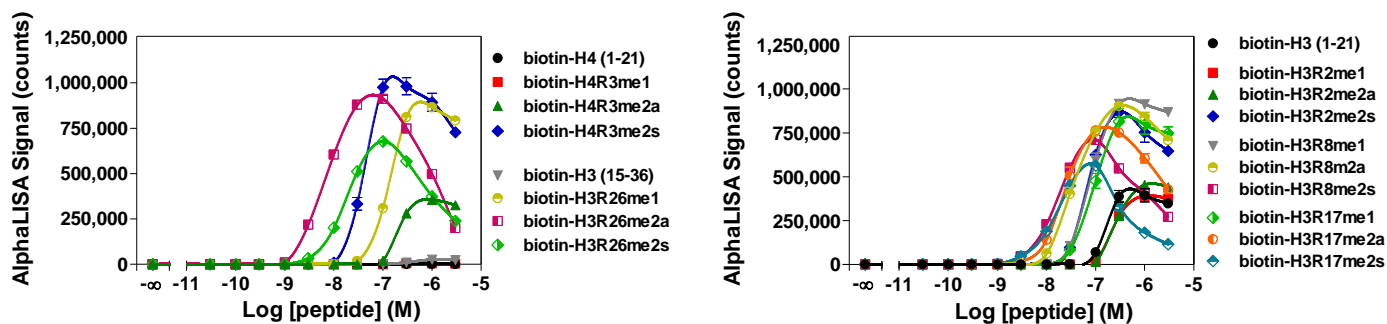 AlphaLISA Signal (counts)
1,250,000
1,000,000
750,000
500,000
250,000
0
-∞ -11 -10 -9 -8 -7 -6 -5
Log [peptide] (M)
biotin-H4 (1-21)
biotin-H4R3me1
biotin-H4R3me2a
biotin-H4R3me2s
biotin-H3 (15-36)
biotin-H3R26me1
biotin-H3R26me2a
biotin-H3R26me2s
AlphaLISA Signal (counts)
1,250,000
1,000,000
750,000
500,000
250,000
0
-∞ -11 -10 -9 -8 -7 -6 -5
Log [peptide] (M)
biotin-H3 (1-21)
biotin-H3R2me1
biotin-H3R2me2a
biotin-H3R2me2s
biotin-H3R8me1
biotin-H3R8m2a
biotin-H3R8me2s
biotin-H3R17me1
biotin-H3R17me2a
biotin-H3R17me2s